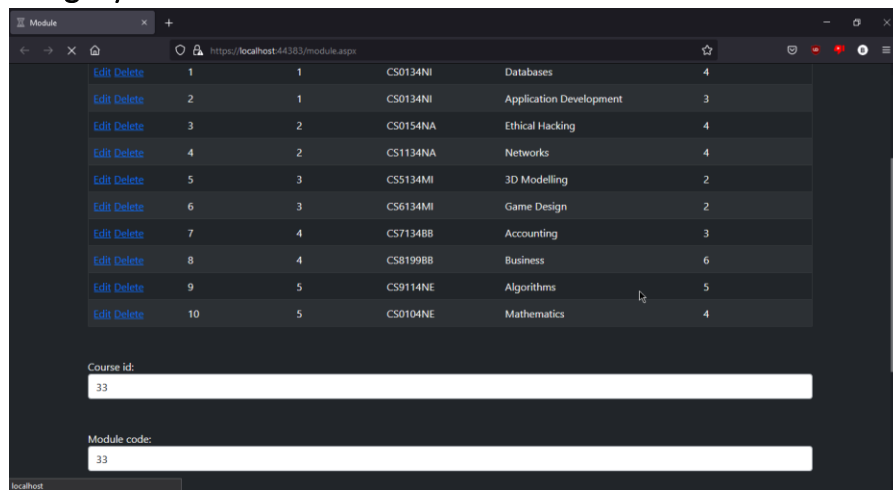 Module
https://localhost:44383/module.aspx
Edit Delete 1 1 CS0134NI Databases 4
Edit Delete 2 1 CS0134NI Application Development 3
Edit Delete 3 2 CS0154NA Ethical Hacking 4
Edit Delete 4 2 CS1134NA Networks 4
Edit Delete 5 3 CS5134MI 3D Modelling 2
Edit Delete 6 3 CS6134MI Game Design 2
Edit Delete 7 4 CS7134BB Accounting 3
Edit Delete 8 4 CS8199BB Business 6
Edit Delete 9 5 CS9114NE Algorithms 5
Edit Delete 10 5 CS0104NE Mathematics 4
Course id:
33
Module code:
33
localhost